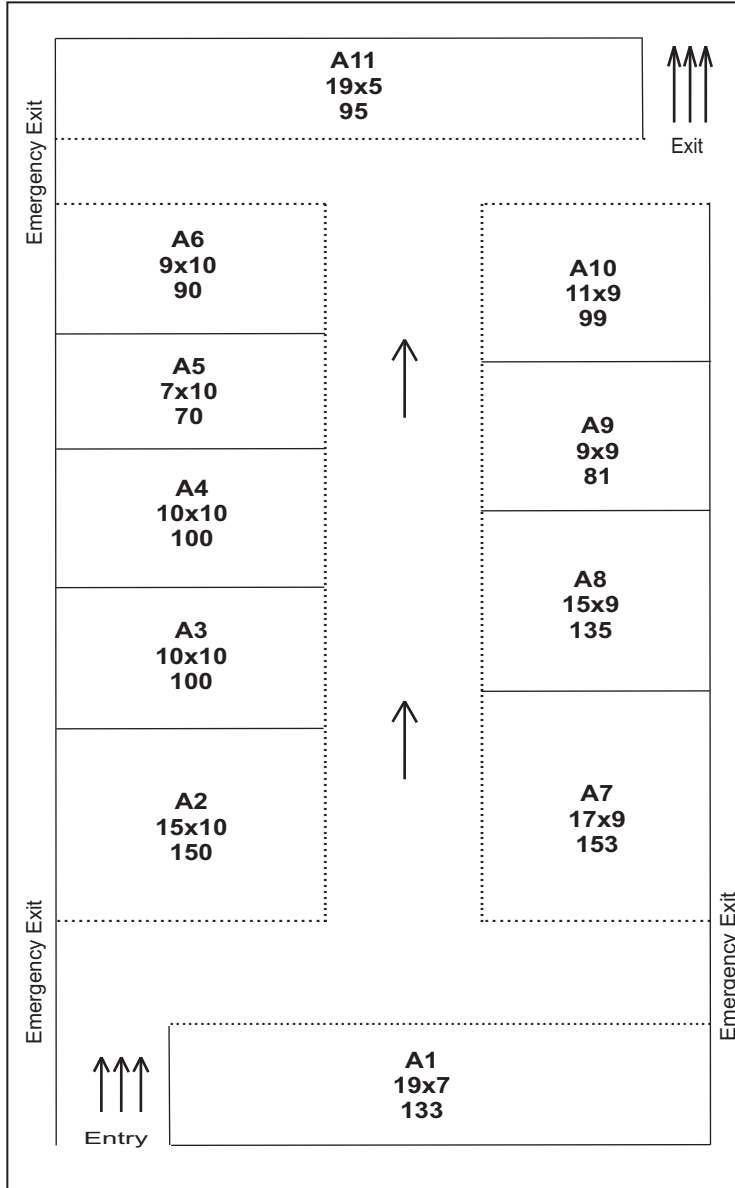 A11
19x5
95
Exit
Emergency Exit
A6
9x10
90
A10
11x9
99
A5
7x10
70
A9
9x9
81
A4
10x10
100
A8
15x9
135
A3
10x10
100
A2
15x10
150
A7
17x9
153
Emergency Exit
Emergency Exit
A1
19x7
133
Entry